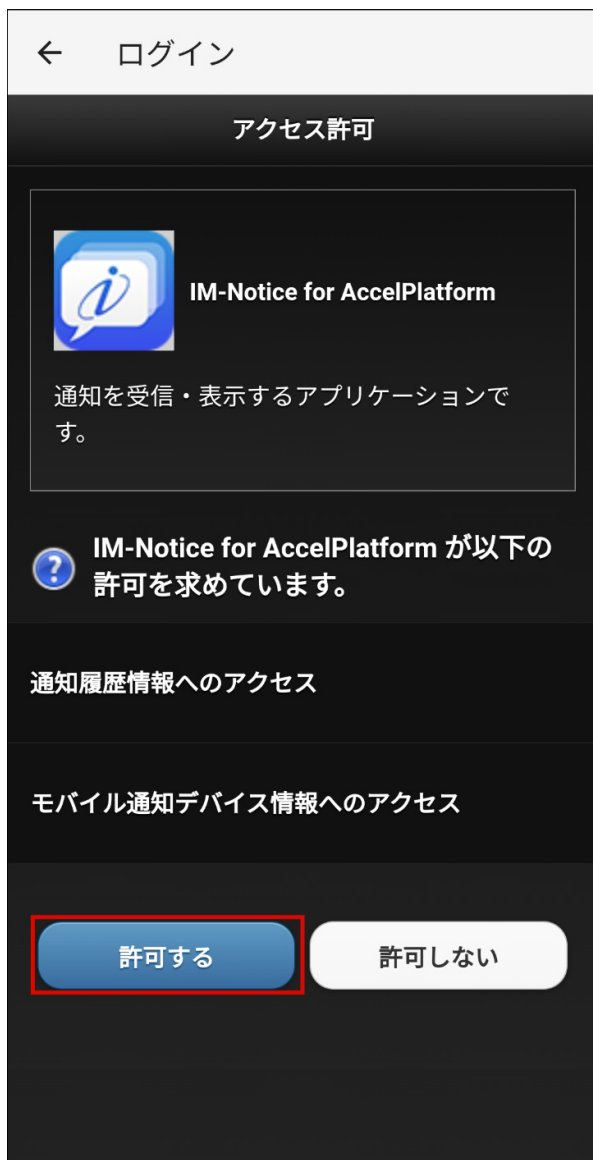 ログイン
アクセス許可
IM-Notice for AccelPlatform
通知を受信・表示するアプリケーションで
す。
IM-Notice for AccelPlatform が以下の
許可を求めています。
通知履歴情報へのアクセス
モバイル通知デバイス情報へのアクセス
許可する
許可しない